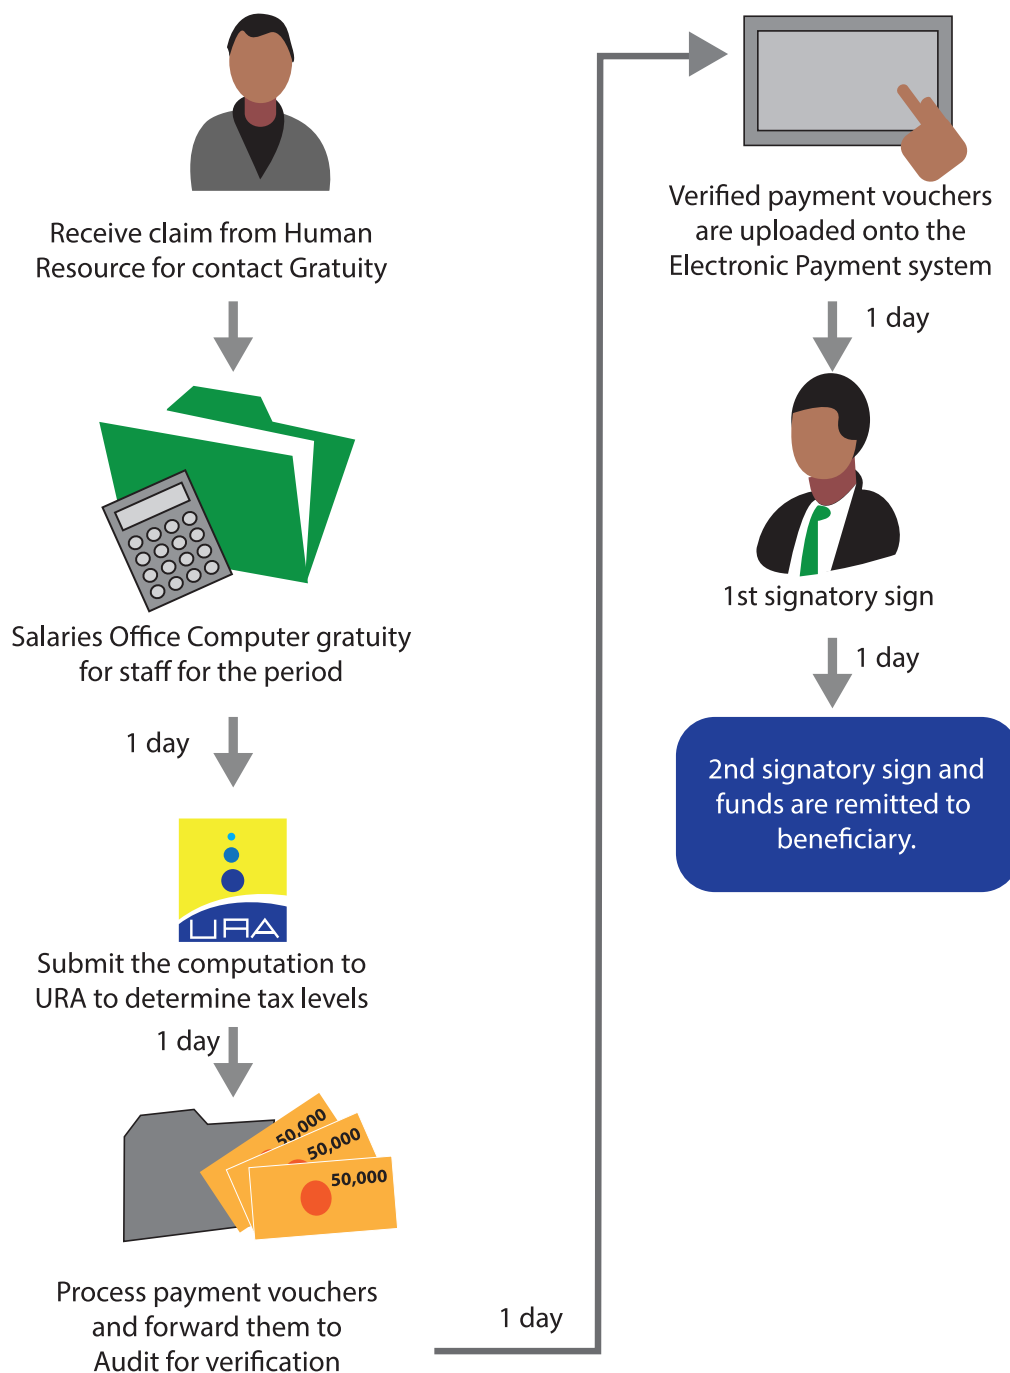 Receive claim from Human
Resource for contact Gratuity
Salaries Office Computer gratuity
for staff for the period
1 day
URA
Submit the computation to
URA to determine tax levels
1 day
50,000
50,000
50,000
Process payment vouchers
and forward them to
Audit for verification
1 day
Verified payment vouchers
are uploaded onto the
Electronic Payment system
1 day
1st signatory sign
1 day
2nd signatory sign and
funds are remitted to
beneficiary.